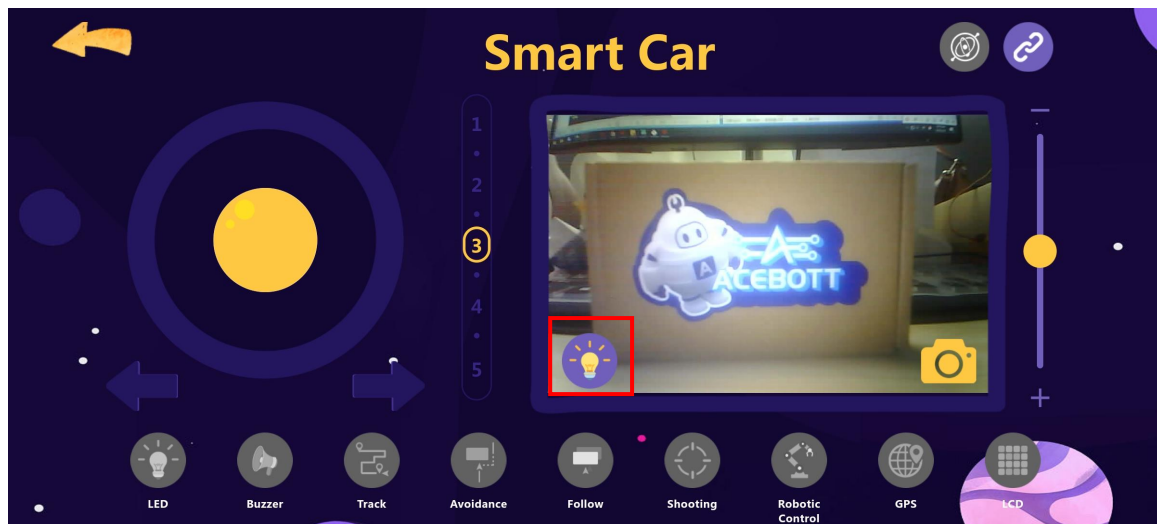 Smart Car
1
2
3
4
5
−
A
A
ACEBOTT
+
LED
Buzzer
Track
Avoidance
Follow
Shooting
Robotic
Control
GPS
LCD